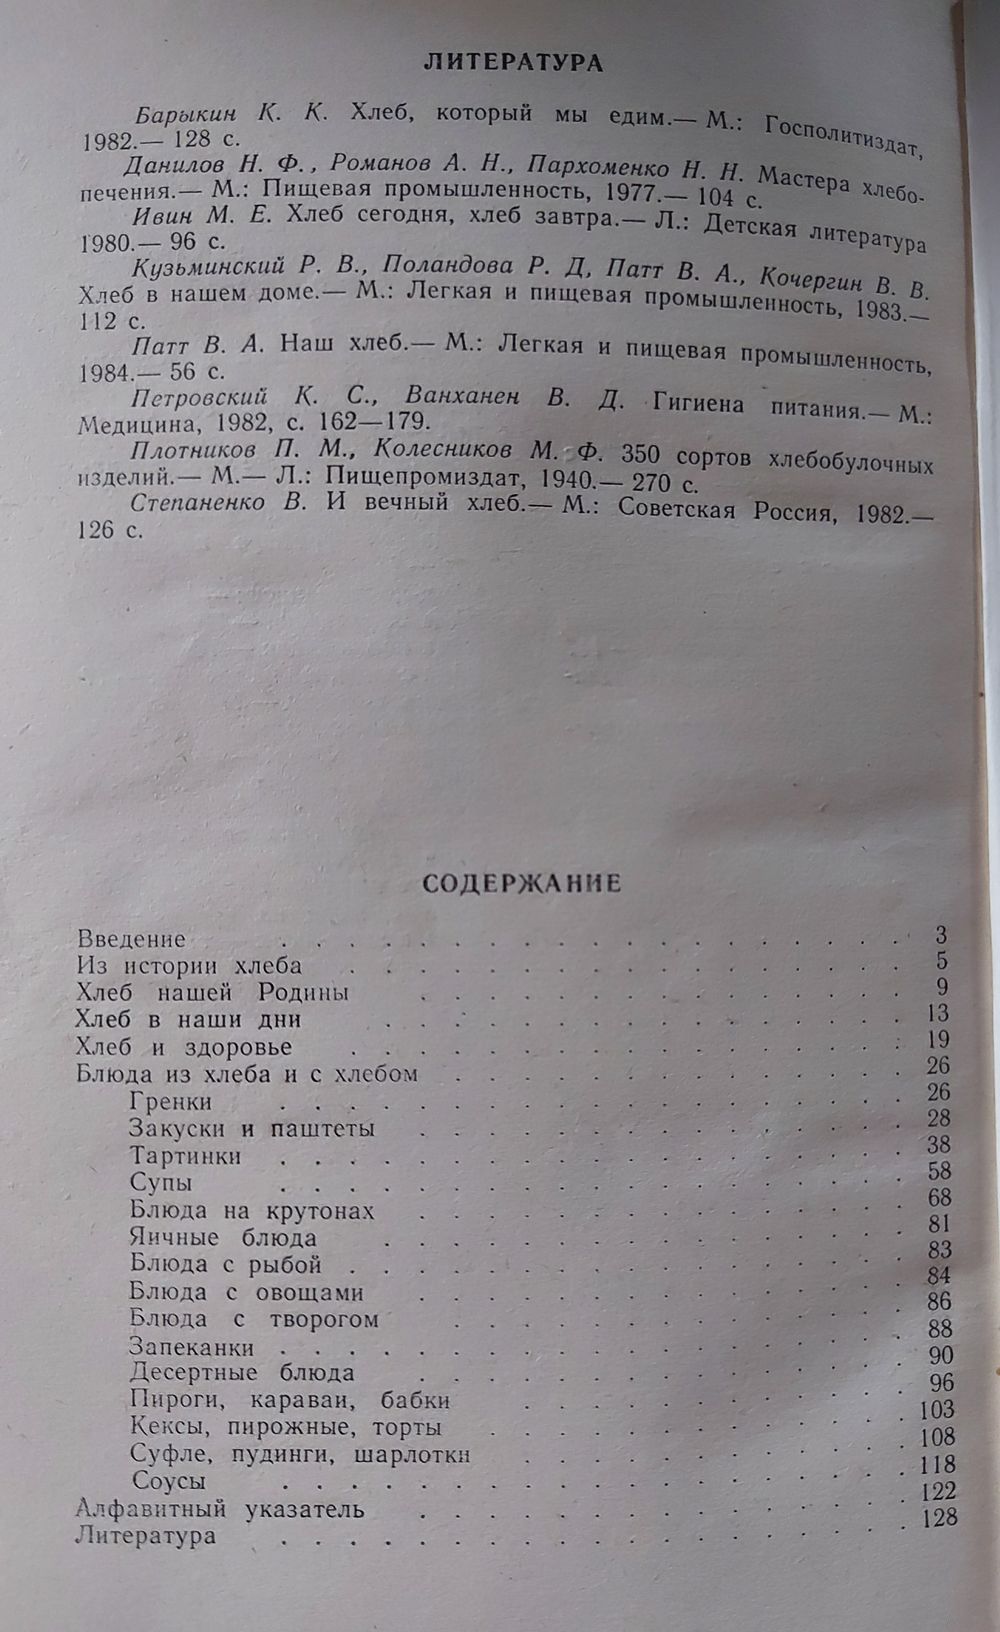 ЛИТЕРАТУРА
Барыкин К. К. Хлеб, который мы едим.— М.: Госполитиздат,
1982.— 128 с.
Данилов Н. Ф., Романов А. Н., Пархоменко Н. Н. Мастера хлебо-
печения.— М.: Пищевая промышленность, 1977.— 104 с.
Ивин М. Е. Хлеб сегодня, хлеб завтра.— Л.: Детская литература
1980.— 96 с.
Кузьминский Р. В., Поландова Р. Д, Патт В. А., Кочергин В. В.
Хлеб в нашем доме.— М.: Легкая и пищевая промышленность, 1983.—
112 с.
Патт В. А. Наш хлеб.— М.: Легкая и пищевая промышленность,
1984.— 56 с.
Петровский К. С., Ванханен В. Д. Гигиена питания.— М.:
Медицина, 1982, с. 162—179.
Плотников П. М., Колесников М. Ф. 350 сортов хлебобулочных
изделий.— М.— Л.: Пищепромиздат, 1940.— 270 с.
Степаненко В. И вечный хлеб.— М.: Советская Россия, 1982.—
126 с.
СОДЕРЖАНИЕ
Введение . . . . . . . . . . . . . . . . . . 3
Из истории хлеба . . . . . . . . . . . . . . . . 5
Хлеб нашей Родины . . . . . . . . . . . . . . 9
Хлеб в наши дни . . . . . . . . . . . . . . . 13
Хлеб и здоровье . . . . . . . . . . . . . . . . 19
Блюда из хлеба и с хлебом . . . . . . . . . . . . . 26
Гренки . . . . . . . . . . . . . . . . . . 26
Закуски и паштеты . . . . . . . . . . . . . . 28
Тартинки . . . . . . . . . . . . . . . . . . 38
Супы . . . . . . . . . . . . . . . . . . 58
Блюда на крутонах . . . . . . . . . . . . . . 68
Яичные блюда . . . . . . . . . . . . . . . 81
Блюда с рыбой . . . . . . . . . . . . . . . . 83
Блюда с овощами . . . . . . . . . . . . . . 84
Блюда с творогом . . . . . . . . . . . . . 86
Запеканки . . . . . . . . . . . . . . . . . . 88
Десертные блюда . . . . . . . . . . . . . . 90
Пироги, караваи, бабки . . . . . . . . . . . 96
Кексы, пирожные, торты . . . . . . . . . . . . 103
Суфле, пудинги, шарлотки . . . . . . . . . . . 108
Соусы . . . . . . . . . . . . . . . . . . 118
Алфавитный указатель . . . . . . . . . . . . . . 122
Литература . . . . . . . . . . . . . . . . . . 128